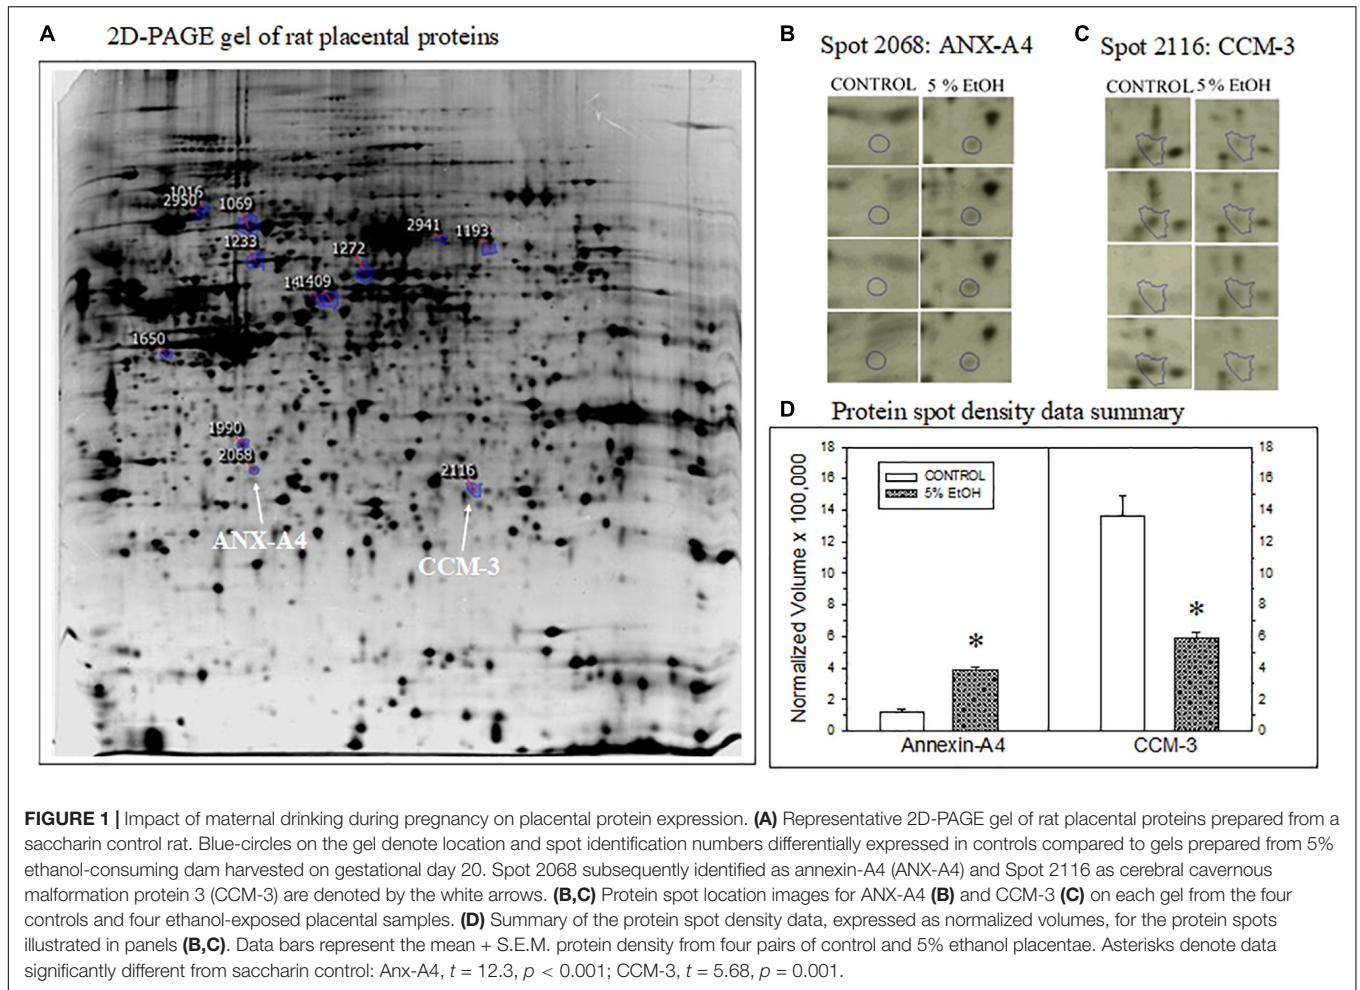 A
2D-PAGE gel of rat placental proteins
1016
2950
1069
1233
2941
1193
1272
1409
1650
1990
2068
2116
ANX-A4
CCM-3
B
Spot 2068: ANX-A4
CONTROL 5 % EtOH
C
Spot 2116: CCM-3
CONTROL 5% EtOH
D
Protein spot density data summary
Normalized Volume x 100,000
18
16
14
12
10
8
6
4
2
0
CONTROL
5% EtOH
*
*
18
16
14
12
10
8
6
4
2
0
Annexin-A4
CCM-3
FIGURE 1 | Impact of maternal drinking during pregnancy on placental protein expression. (A) Representative 2D-PAGE gel of rat placental proteins prepared from a
saccharin control rat. Blue-circles on the gel denote location and spot identification numbers differentially expressed in controls compared to gels prepared from 5%
ethanol-consuming dam harvested on gestational day 20. Spot 2068 subsequently identified as annexin-A4 (ANX-A4) and Spot 2116 as cerebral cavernous
malformation protein 3 (CCM-3) are denoted by the white arrows. (B,C) Protein spot location images for ANX-A4 (B) and CCM-3 (C) on each gel from the four
controls and four ethanol-exposed placental samples. (D) Summary of the protein spot density data, expressed as normalized volumes, for the protein spots
illustrated in panels (B,C). Data bars represent the mean + S.E.M. protein density from four pairs of control and 5% ethanol placentae. Asterisks denote data
significantly different from saccharin control: Anx-A4, t = 12.3, p < 0.001; CCM-3, t = 5.68, p = 0.001.